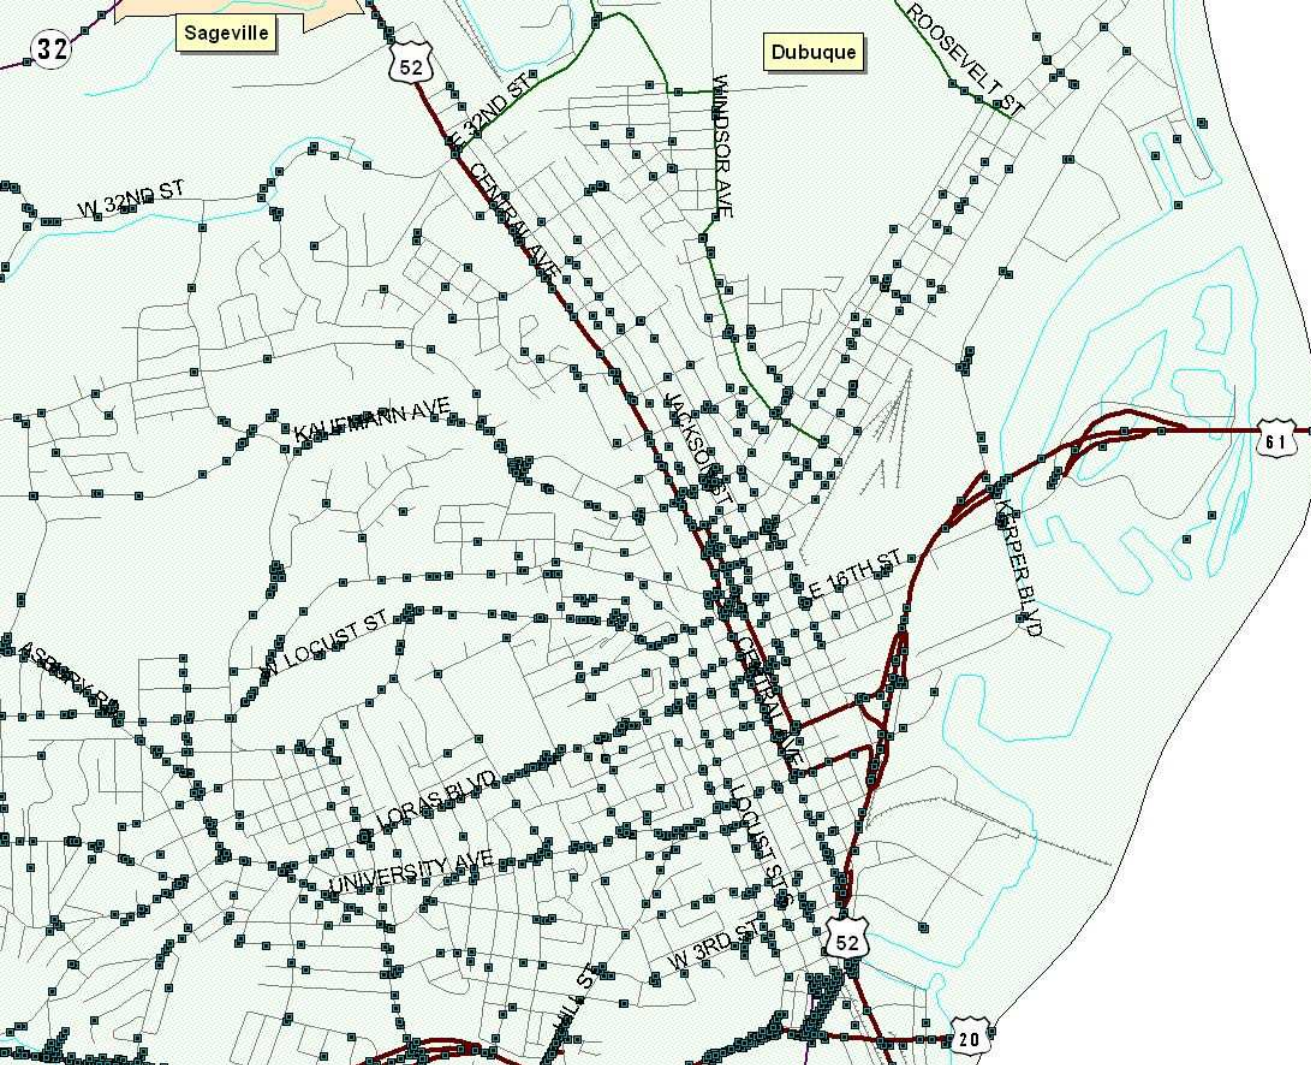 Sageville
Dubuque
32
52
ROOSEVELT ST
W 32ND ST
WINDSOR AVE
CENTRAL AVE
W 32ND ST
KAUFMANN AVE
JACKSON ST
61
KERPER BLVD
E 16TH ST
W LOCUST ST
ASBURY RD
CENTRAL AVE
LORAS BLVD
LOCUST ST
UNIVERSITY AVE
W 3RD ST
52
HILL ST
20